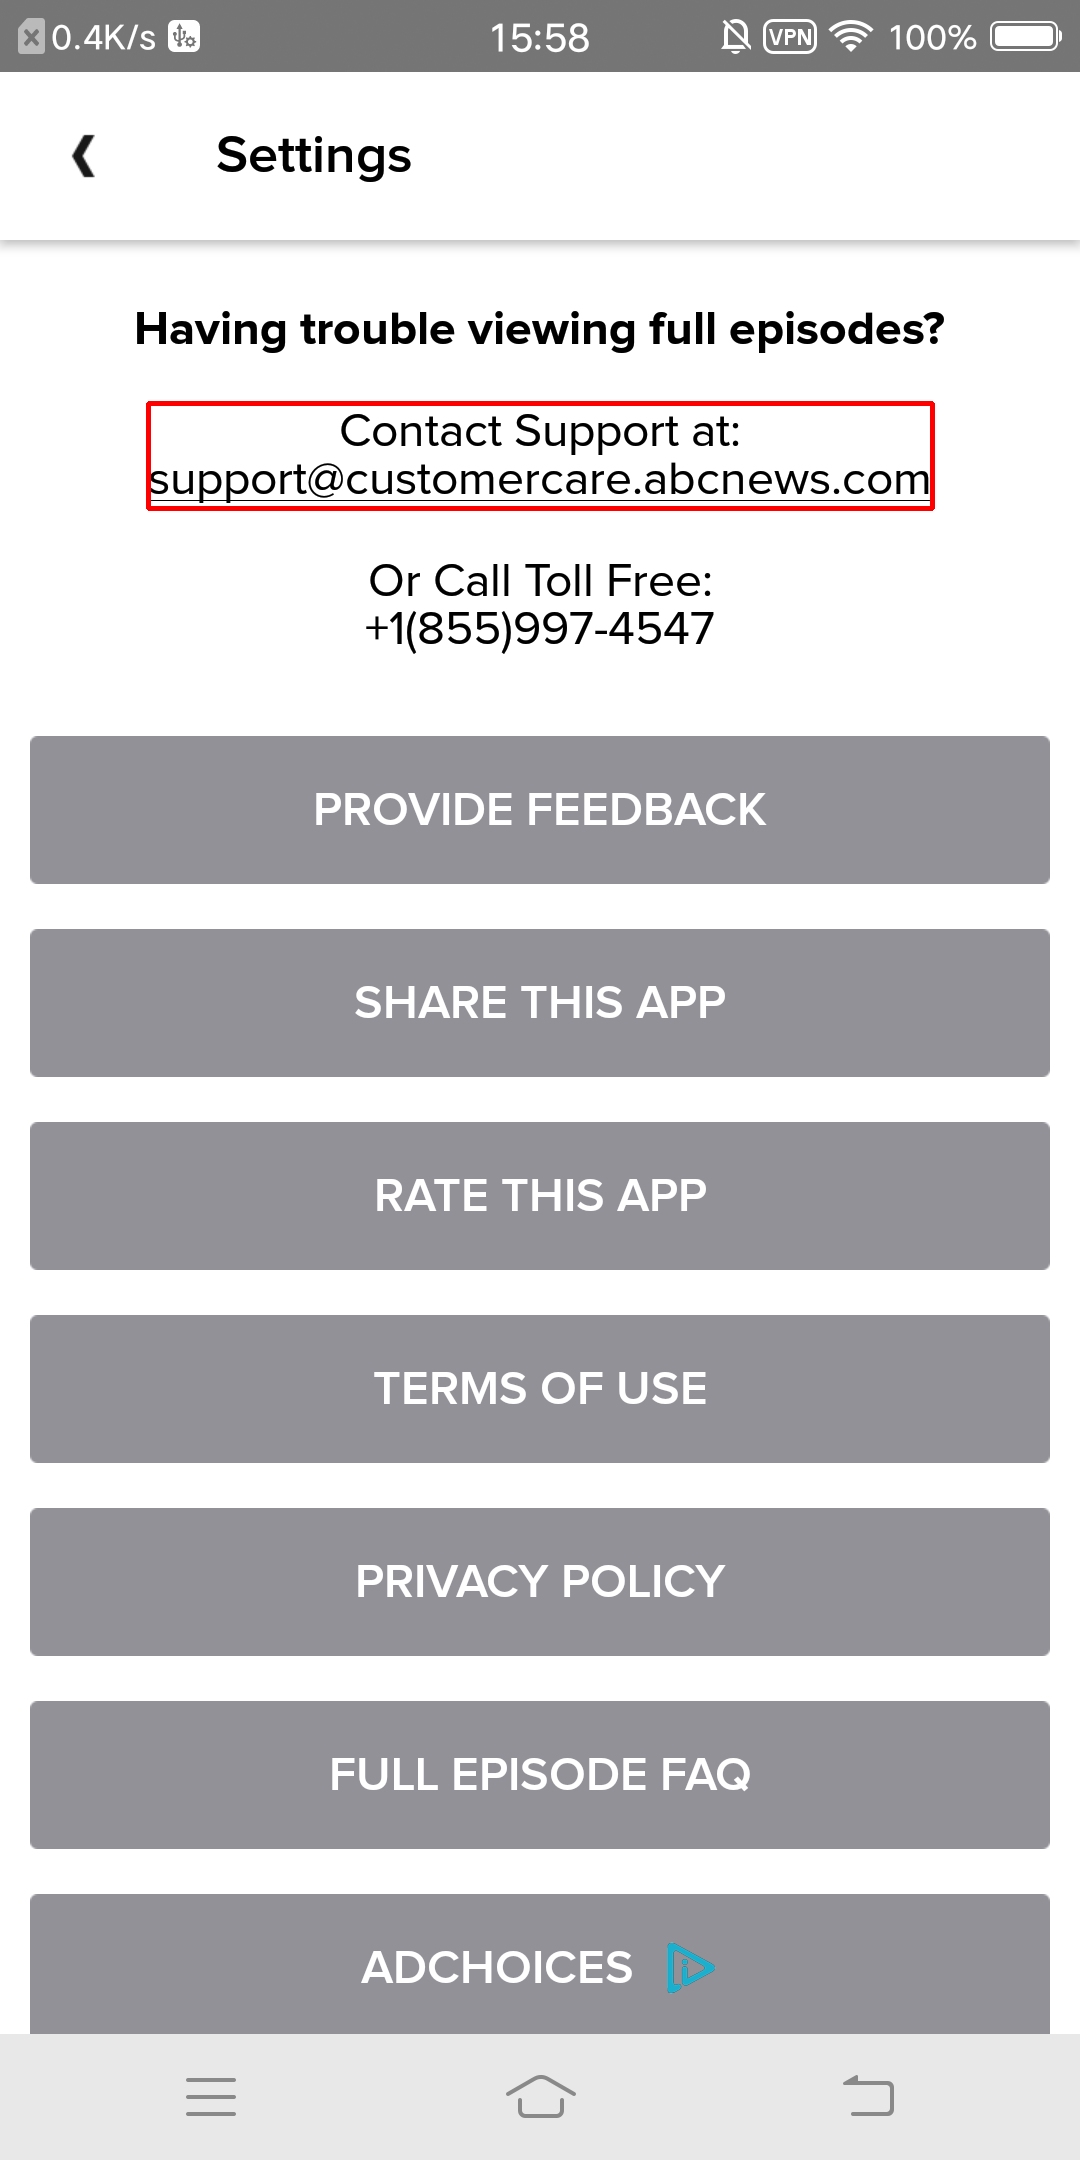 0.4K/s 15:58 VPN 100%
Settings
Having trouble viewing full episodes?
Contact Support at:
support@customercare.abcnews.com
Or Call Toll Free:
+1(855)997-4547
PROVIDE FEEDBACK
SHARE THIS APP
RATE THIS APP
TERMS OF USE
PRIVACY POLICY
FULL EPISODE FAQ
ADCHOICES